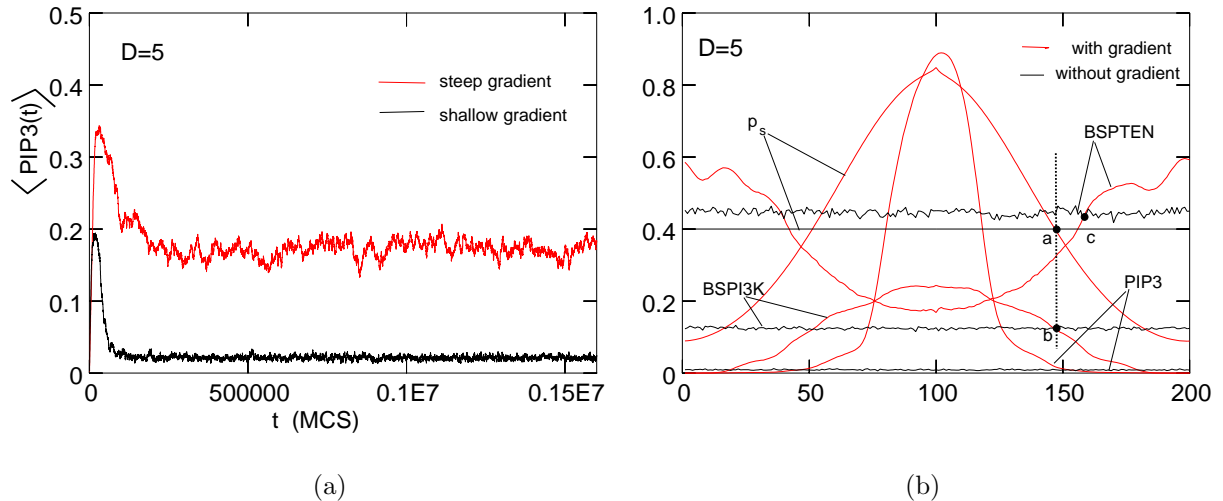 0.5
0.4
0.3
0.2
0.1
0
⟨PIP3(t)⟩
D=5
steep gradient
shallow gradient
0
500000
0.1E7
0.15E7
t (MCS)
(a)
1.0
0.8
0.6
0.4
0.2
0
D=5
with gradient
without gradient
p_s
BSPTEN
a
c
BSPI3K
PIP3
b
0
50
100
150
200
(b)